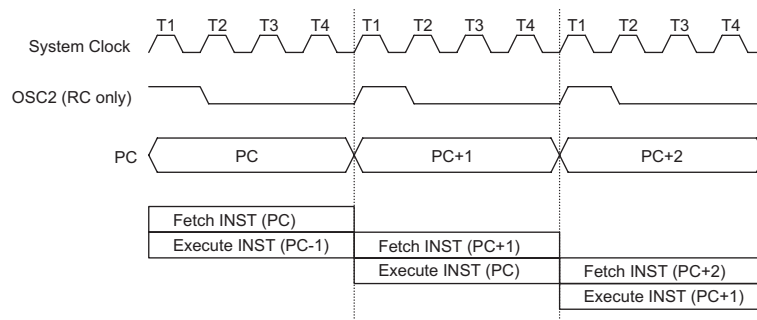 T1 T2 T3 T4 T1 T2 T3 T4 T1 T2 T3 T4
System Clock
OSC2 (RC only)
PC PC PC+1 PC+2
Fetch INST (PC)
Execute INST (PC-1) Fetch INST (PC+1)
Execute INST (PC) Fetch INST (PC+2)
Execute INST (PC+1)